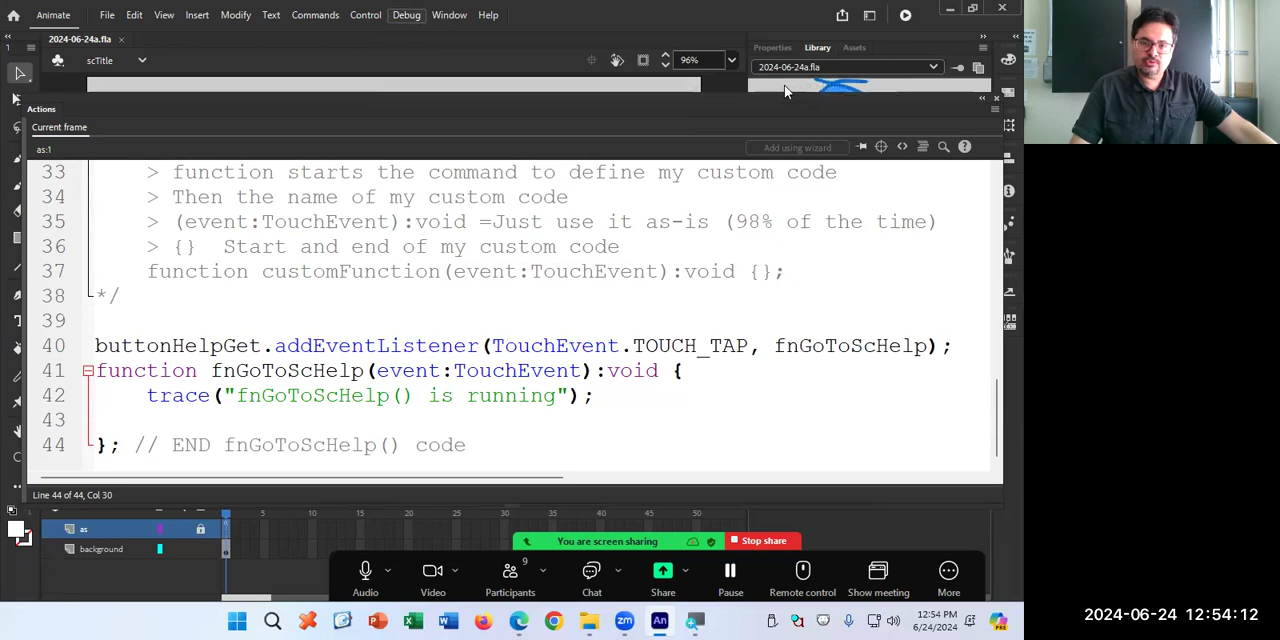 Animate File Edit View Insert Modify Text Commands Control Debug Window Help
2024-06-24a.fla ×
scTitle 96%
Properties Library Assets
2024-06-24a.fla
Actions
Current frame
as:1 Add using wizard
33 > function starts the command to define my custom code
34 > Then the name of my custom code
35 > (event:TouchEvent):void =Just use it as-is (98% of the time)
36 > {} Start and end of my custom code
37 function customFunction(event:TouchEvent):void {};
38 */
39
40 buttonHelpGet.addEventListener(TouchEvent.TOUCH_TAP, fnGoToScHelp);
41 function fnGoToScHelp(event:TouchEvent):void {
42 trace("fnGoToScHelp() is running");
43
44 }; // END fnGoToScHelp() code
Line 44 of 44, Col 30
as 5 10 15 20 25 30 35 40 45 50
background
You are screen sharing Stop share
9
Audio Video Participants Chat Share Pause Remote control Show meeting More
12:54 PM
6/24/2024
2024-06-24 12:54:12